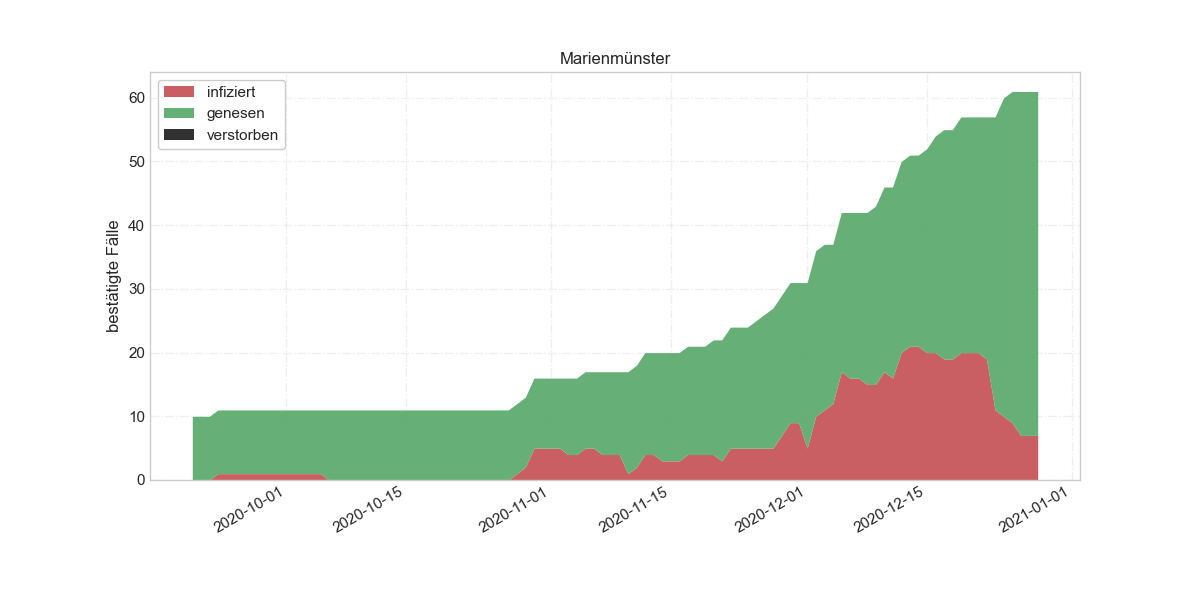 Marienmünster
infiziert
genesen
verstorben
bestätigte Fälle
60
50
40
30
20
10
0
2020-10-01
2020-10-15
2020-11-01
2020-11-15
2020-12-01
2020-12-15
2021-01-01